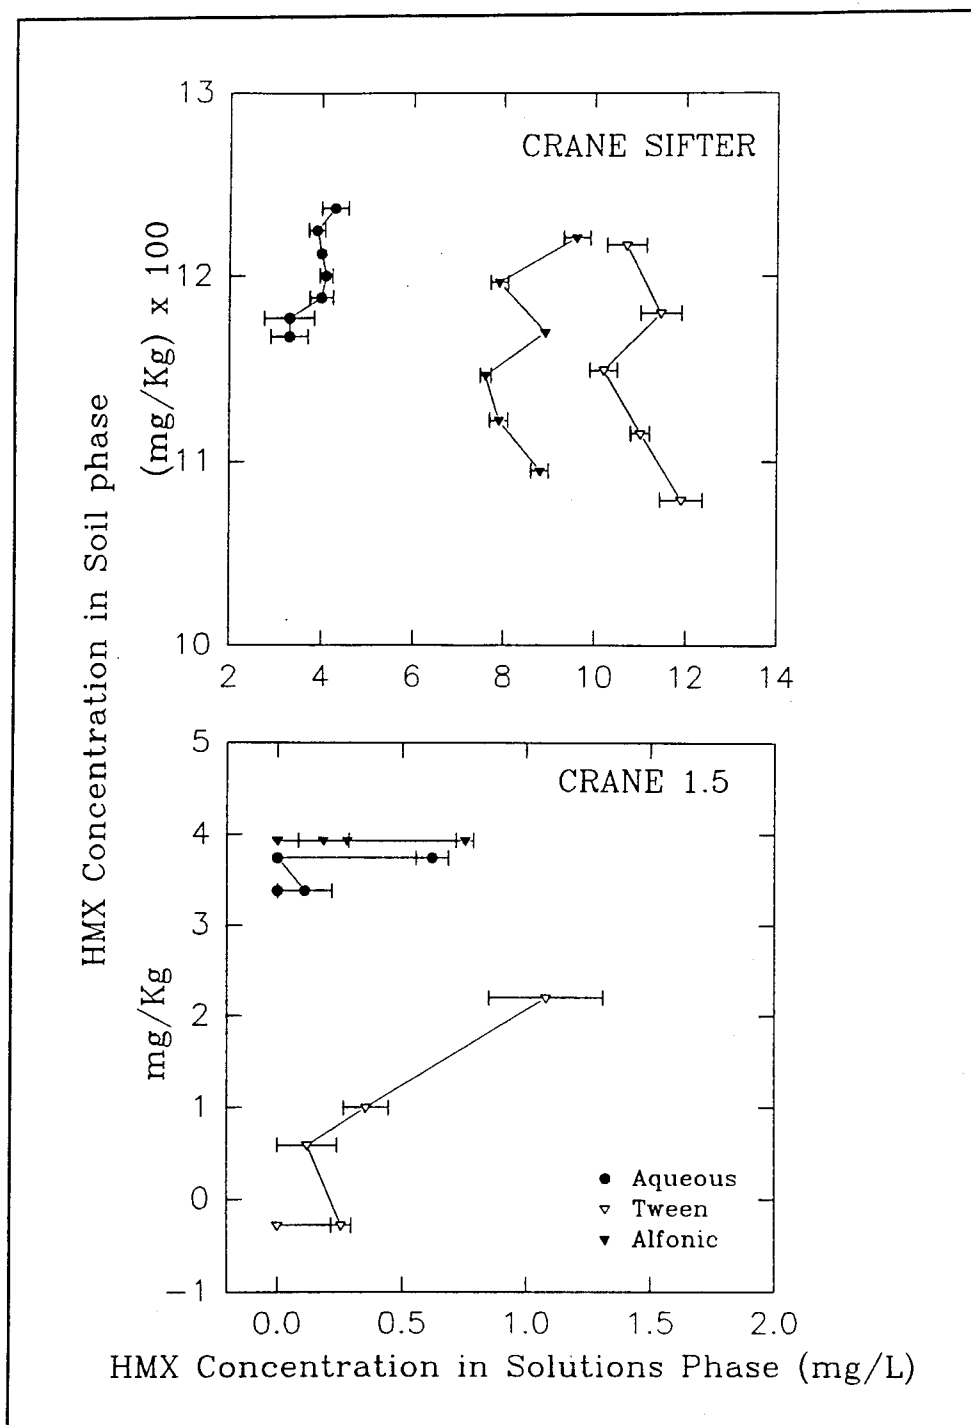 13
CRANE SIFTER
12
11
10
2 4 6 8 10 12 14
HMX Concentration in Soil phase
(mg/Kg) x 100
5
CRANE 1.5
4
3
2
1
0
−1
mg/Kg
Aqueous
Tween
Alfonic
0.0 0.5 1.0 1.5 2.0
HMX Concentration in Solutions Phase (mg/L)